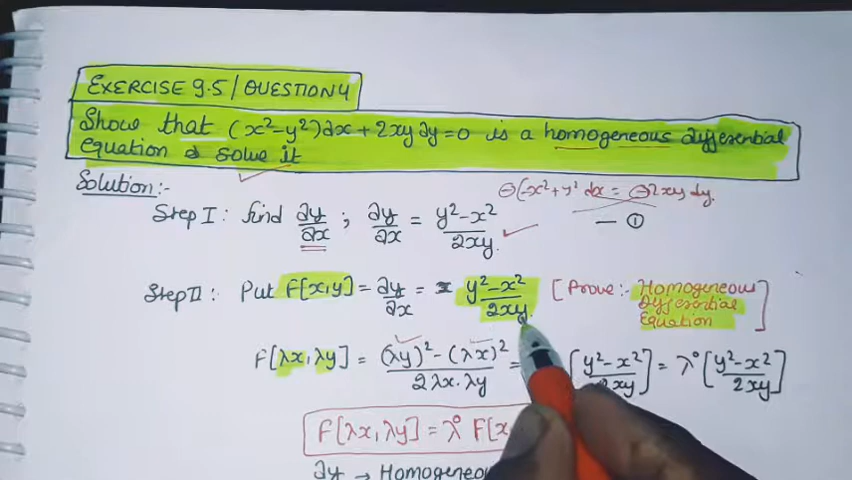 EXERCISE 9.5 / QUESTION 4
Show that (x²-y²)dx + 2xy dy = 0 is a homogeneous differential
equation & solve it
Solution:-
⊖(-x²+y² dx = ⊖2xy dy.
Step I : find dy/dx ; dy/dx = y²-x²/2xy. — ①
Step II : Put F[x,y] = dy/dx = y²-x²/2xy. [Prove:- Homogeneous
Differential
Equation]
F[λx, λy] = (λy)²-(λx)²/2λx.λy = [y²-x²/2xy] = λ⁰ [y²-x²/2xy]
F[λx, λy] = λ⁰ F[x
dy → Homogeneou